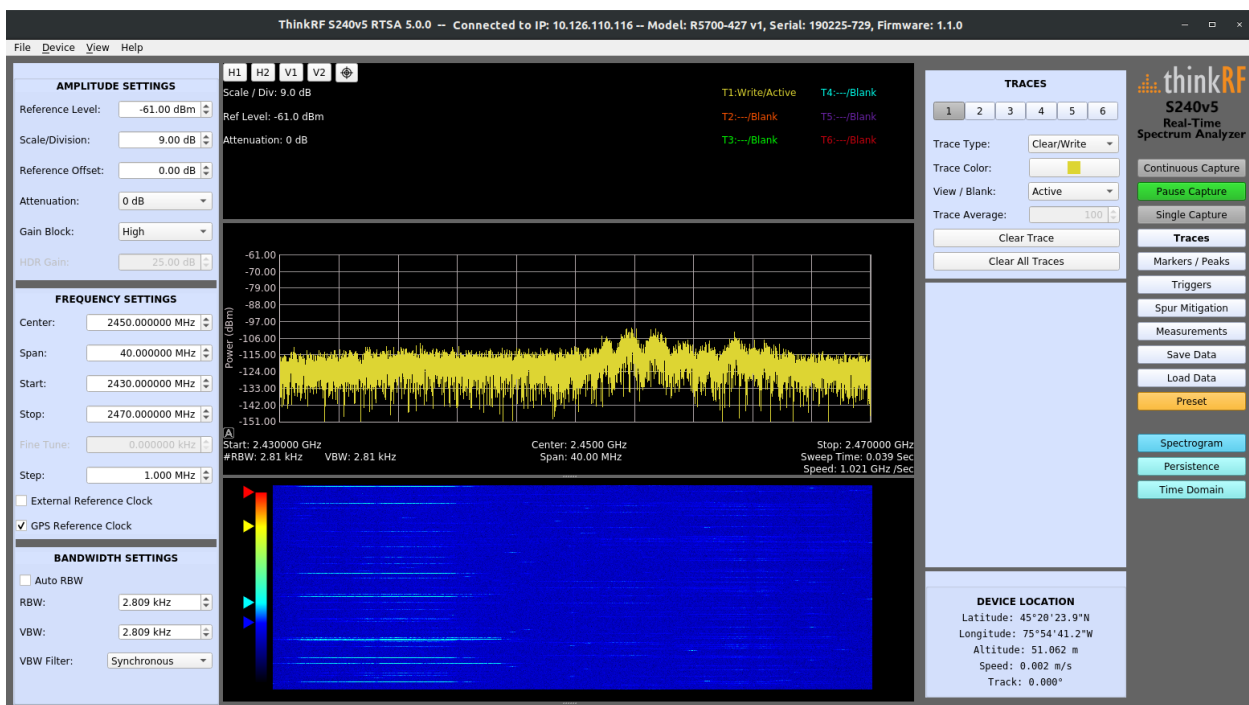 ThinkRF S240v5 RTSA 5.0.0 -- Connected to IP: 10.126.110.116 -- Model: R5700-427 v1, Serial: 190225-729, Firmware: 1.1.0
File Device View Help
AMPLITUDE SETTINGS
Reference Level: -61.00 dBm
Scale/Division: 9.00 dB
Reference Offset: 0.00 dB
Attenuation: 0 dB
Gain Block: High
HDR Gain: 25.00 dB
FREQUENCY SETTINGS
Center: 2450.000000 MHz
Span: 40.000000 MHz
Start: 2430.000000 MHz
Stop: 2470.000000 MHz
Fine Tune: 0.000000 kHz
Step: 1.000 MHz
External Reference Clock
GPS Reference Clock
BANDWIDTH SETTINGS
Auto RBW
RBW: 2.809 kHz
VBW: 2.809 kHz
VBW Filter: Synchronous
H1 H2 V1 V2
Scale / Div: 9.0 dB
Ref Level: -61.0 dBm
Attenuation: 0 dB
T1:Write/Active T4:---/Blank
T2:---/Blank T5:---/Blank
T3:---/Blank T6:---/Blank
Power (dBm)
-61.00
-70.00
-79.00
-88.00
-97.00
-106.00
-115.00
-124.00
-133.00
-142.00
-151.00
A
Start: 2.430000 GHz Center: 2.4500 GHz Stop: 2.470000 GHz
#RBW: 2.81 kHz VBW: 2.81 kHz Span: 40.00 MHz Sweep Time: 0.039 Sec
Speed: 1.021 GHz /Sec
TRACES
1 2 3 4 5 6
Trace Type: Clear/Write
Trace Color:
View / Blank: Active
Trace Average: 100
Clear Trace
Clear All Traces
DEVICE LOCATION
Latitude: 45°20'23.9"N
Longitude: 75°54'41.2"W
Altitude: 51.062 m
Speed: 0.002 m/s
Track: 0.000°
thinkRF
S240v5
Real-Time
Spectrum Analyzer
Continuous Capture
Pause Capture
Single Capture
Traces
Markers / Peaks
Triggers
Spur Mitigation
Measurements
Save Data
Load Data
Preset
Spectrogram
Persistence
Time Domain